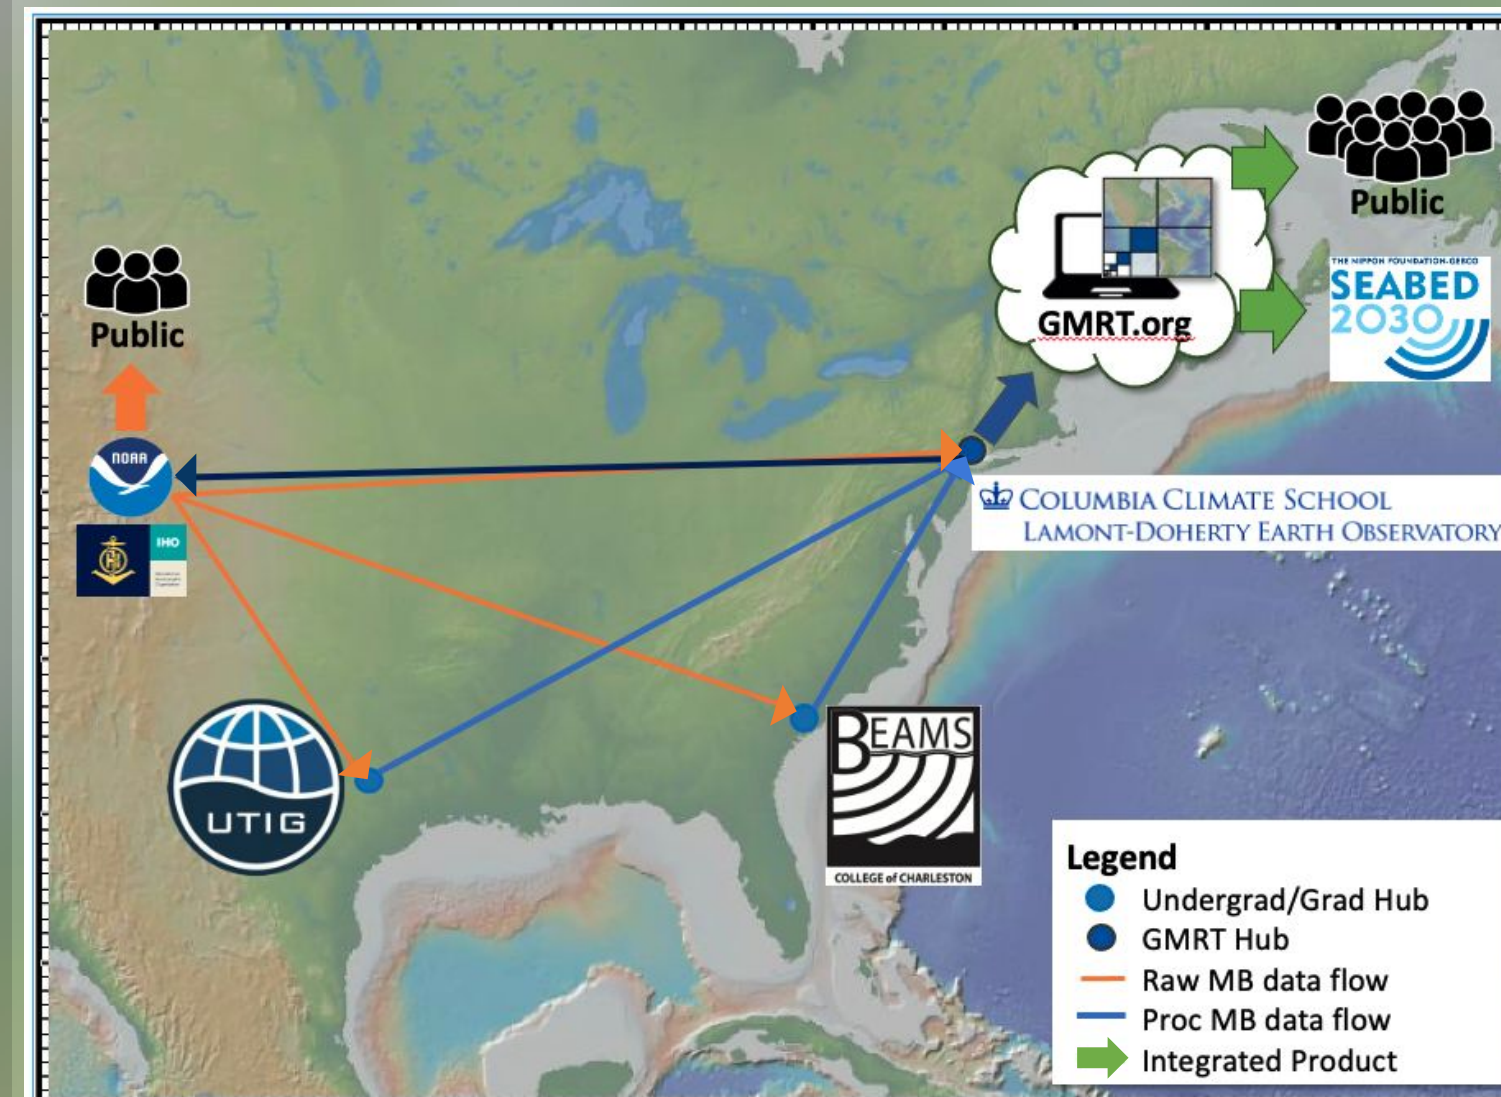 Public
NOAA
IHO
UTIG
BEAMS
COLLEGE of CHARLESTON
COLUMBIA CLIMATE SCHOOL
LAMONT-DOHERTY EARTH OBSERVATORY
GMRT.org
Public
THE NIPPON FOUNDATION-GEBCO
SEABED
2030
Legend
Undergrad/Grad Hub
GMRT Hub
Raw MB data flow
Proc MB data flow
Integrated Product